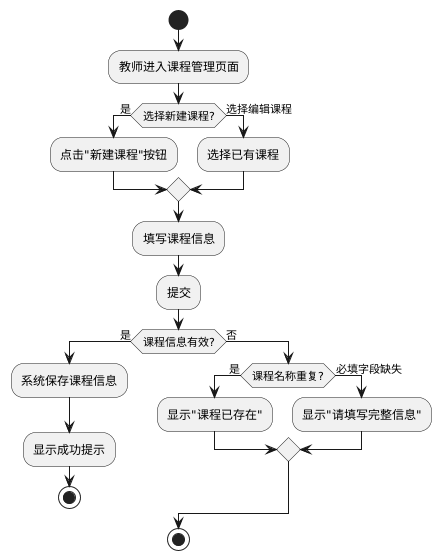 教师进入课程管理页面
是
选择新建课程?
选择编辑课程
点击"新建课程"按钮
选择已有课程
填写课程信息
提交
是
课程信息有效?
否
系统保存课程信息
是
课程名称重复?
必填字段缺失
显示"课程已存在"
显示"请填写完整信息"
显示成功提示